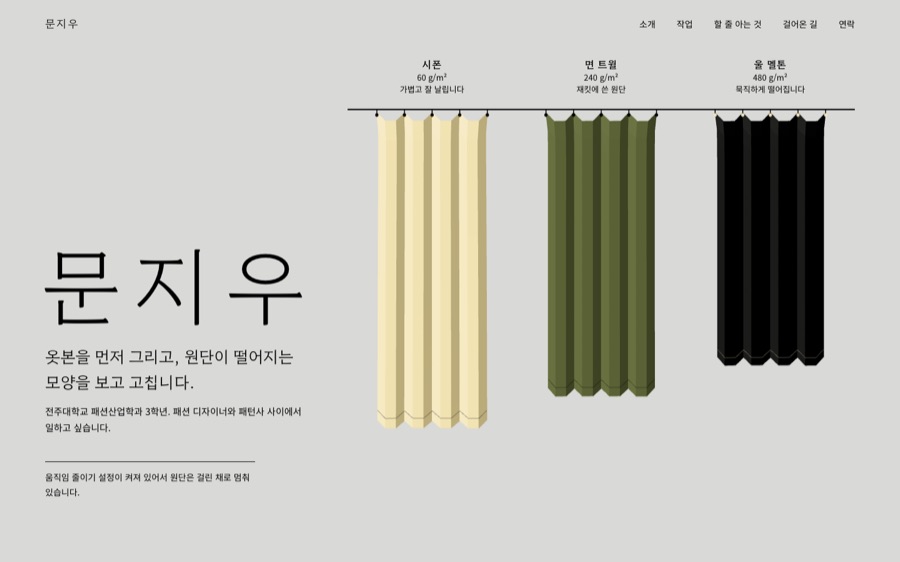 문지우
소개 작업 할 줄 아는 것 걸어온 길 연락
시폰
60 g/m²
가볍고 잘 날립니다
면 트윌
240 g/m²
재킷에 쓴 원단
울 멜톤
480 g/m²
묵직하게 떨어집니다
문지우
옷본을 먼저 그리고, 원단이 떨어지는
모양을 보고 고칩니다.
전주대학교 패션산업학과 3학년. 패션 디자이너와 패턴사 사이에서
일하고 싶습니다.
움직임 줄이기 설정이 켜져 있어서 원단은 걸린 채로 멈춰
있습니다.